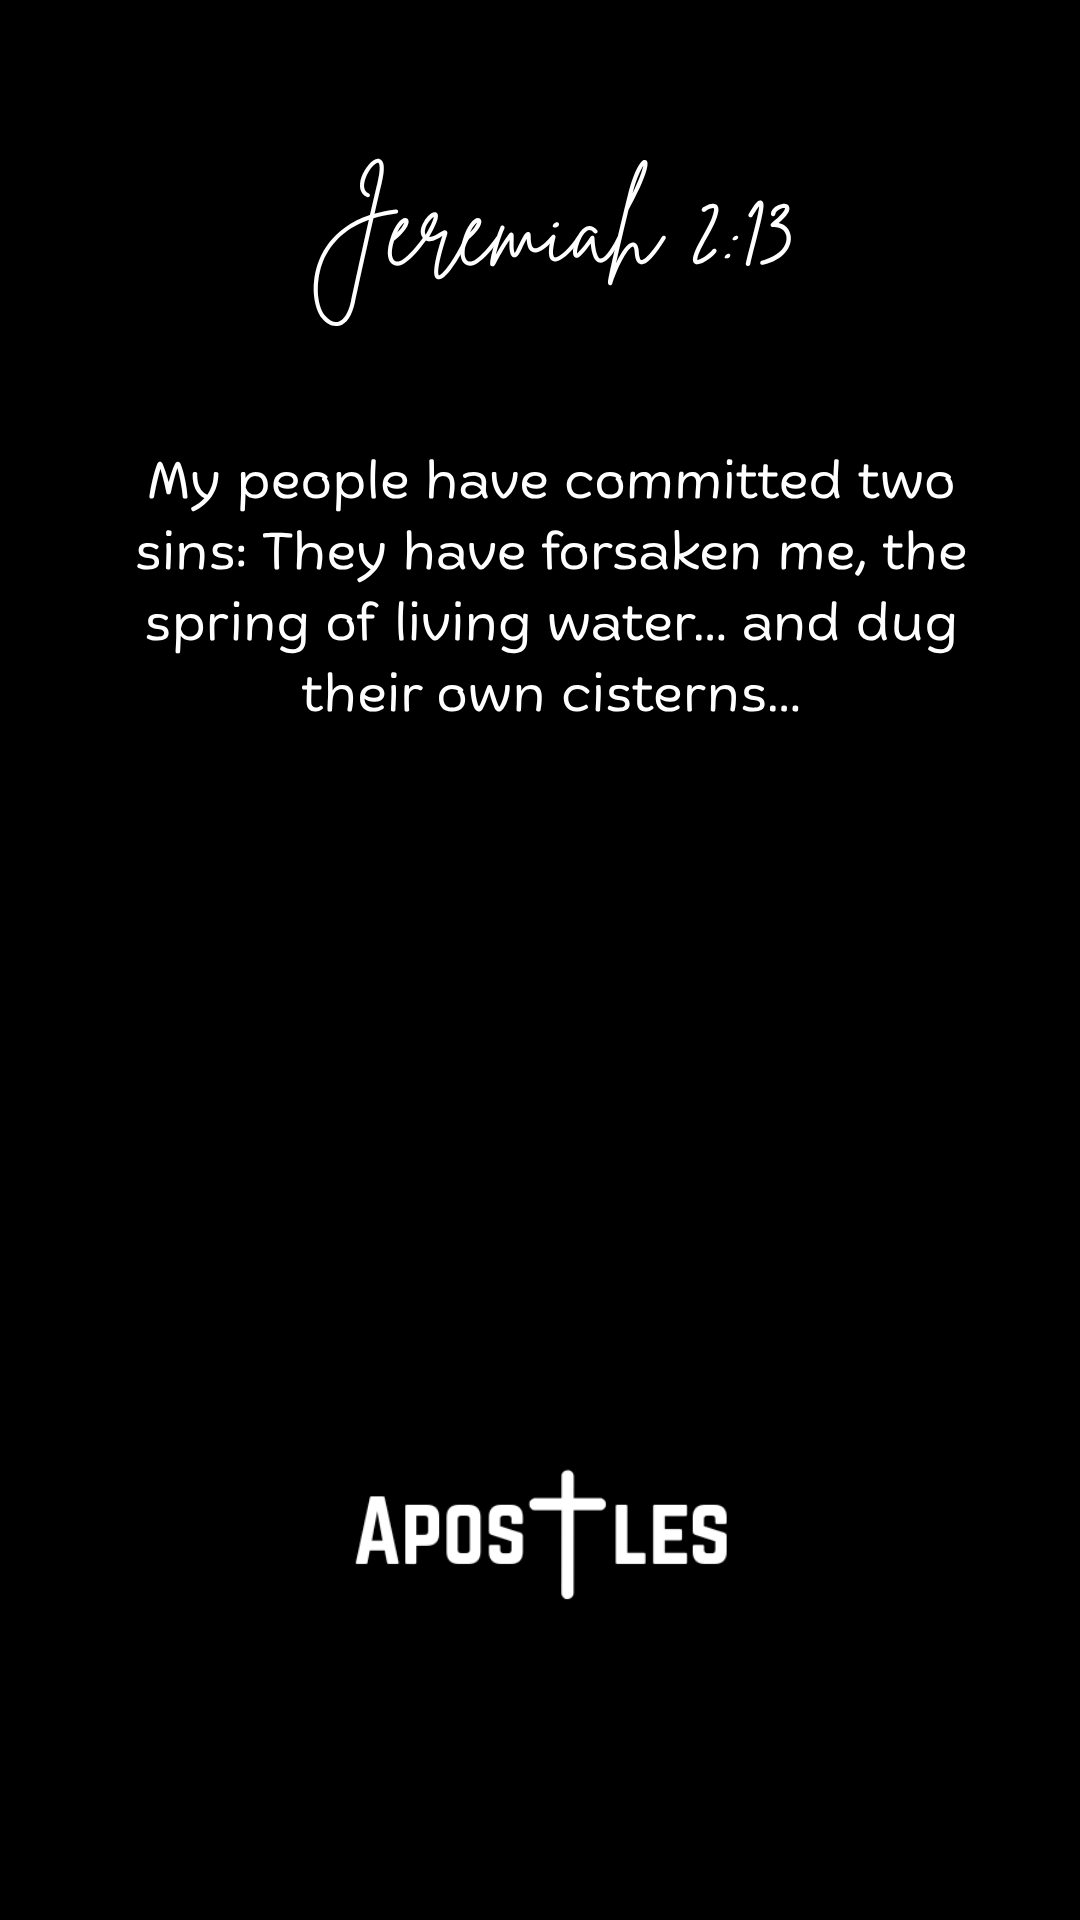 Jeremiah 2:13
My people have committed two
sins: They have forsaken me, the
spring of living water... and dug
their own cisterns...
APOSTLES